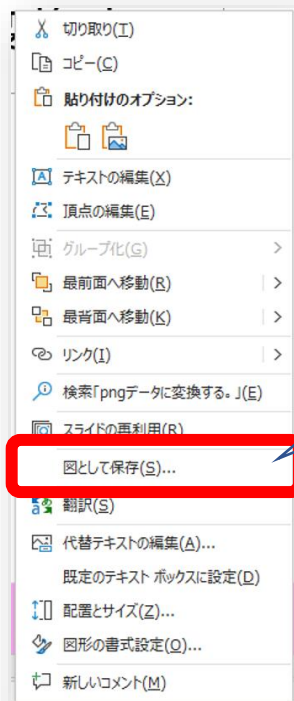 切り取り(T)
コピー(C)
貼り付けのオプション:
テキストの編集(X)
頂点の編集(E)
グループ化(G)
最前面へ移動(R)
最背面へ移動(K)
リンク(I)
検索「pngデータに変換する。」(E)
スライドの再利用(R)
図として保存(S)...
翻訳(S)
代替テキストの編集(A)...
既定のテキスト ボックスに設定(D)
配置とサイズ(Z)...
図形の書式設定(O)...
新しいコメント(M)